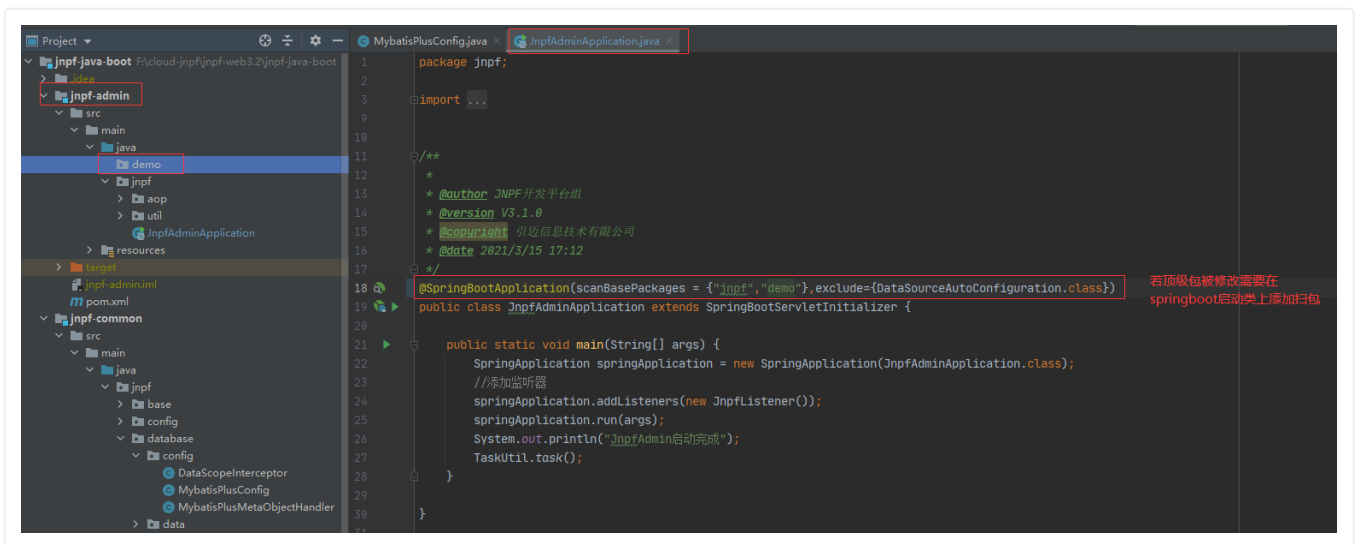 Project
MybatisPlusConfig.java
JnpfAdminApplication.java
jnpf-java-boot F:\cloud-jnpf\jnpf-web3.2\jnpf-java-boot
.idea
jnpf-admin
src
main
java
demo
jnpf
aop
util
JnpfAdminApplication
resources
target
jnpf-admin.iml
pom.xml
jnpf-common
src
main
java
jnpf
base
config
database
config
DataScopeInterceptor
MybatisPlusConfig
MybatisPlusMetaObjectHandler
data
1 package jnpf;
2
3 import ...
9
10
11 /**
12 *
13 * @author JNPF开发平台组
14 * @version V3.1.0
15 * @copyright 引迈信息技术有限公司
16 * @date 2021/3/15 17:12
17 */
18 @SpringBootApplication(scanBasePackages = {"jnpf","demo"},exclude={DataSourceAutoConfiguration.class})
19 public class JnpfAdminApplication extends SpringBootServletInitializer {
20
21 public static void main(String[] args) {
22 SpringApplication springApplication = new SpringApplication(JnpfAdminApplication.class);
23 //添加监听器
24 springApplication.addListeners(new JnpfListener());
25 springApplication.run(args);
26 System.out.println("JnpfAdmin启动完成");
27 TaskUtil.task();
28 }
29
30 }
若顶级包被修改需要在
springboot启动类上添加扫包